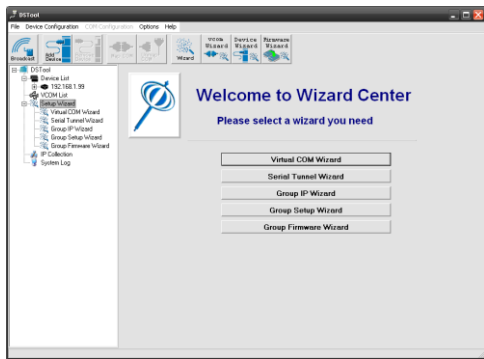 DSTool
File Device Configuration COM Configuration Options Help
Broadcast
Add Device
Wizard
VCOM Wizard
Device Wizard
Firmware Wizard
DSTool
Device List
192.168.1.99
VCOM List
Setup Wizard
Virtual COM Wizard
Serial Tunnel Wizard
Group IP Wizard
Group Setup Wizard
Group Firmware Wizard
IP Collection
System Log
Welcome to Wizard Center
Please select a wizard you need
Virtual COM Wizard
Serial Tunnel Wizard
Group IP Wizard
Group Setup Wizard
Group Firmware Wizard